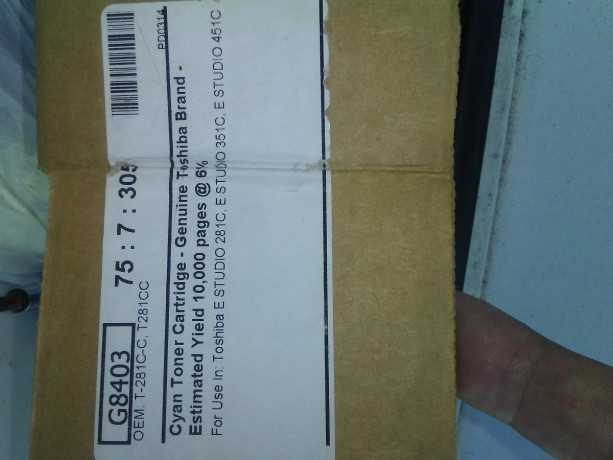 G8403 75 : 7 : 305
PD0314
OEM. T-281C-C, T281CC
Cyan Toner Cartridge - Genuine Toshiba Brand -
Estimated Yield 10,000 pages @ 6%
For Use In: Toshiba E STUDIO 281C, E STUDIO 351C, E STUDIO 451C